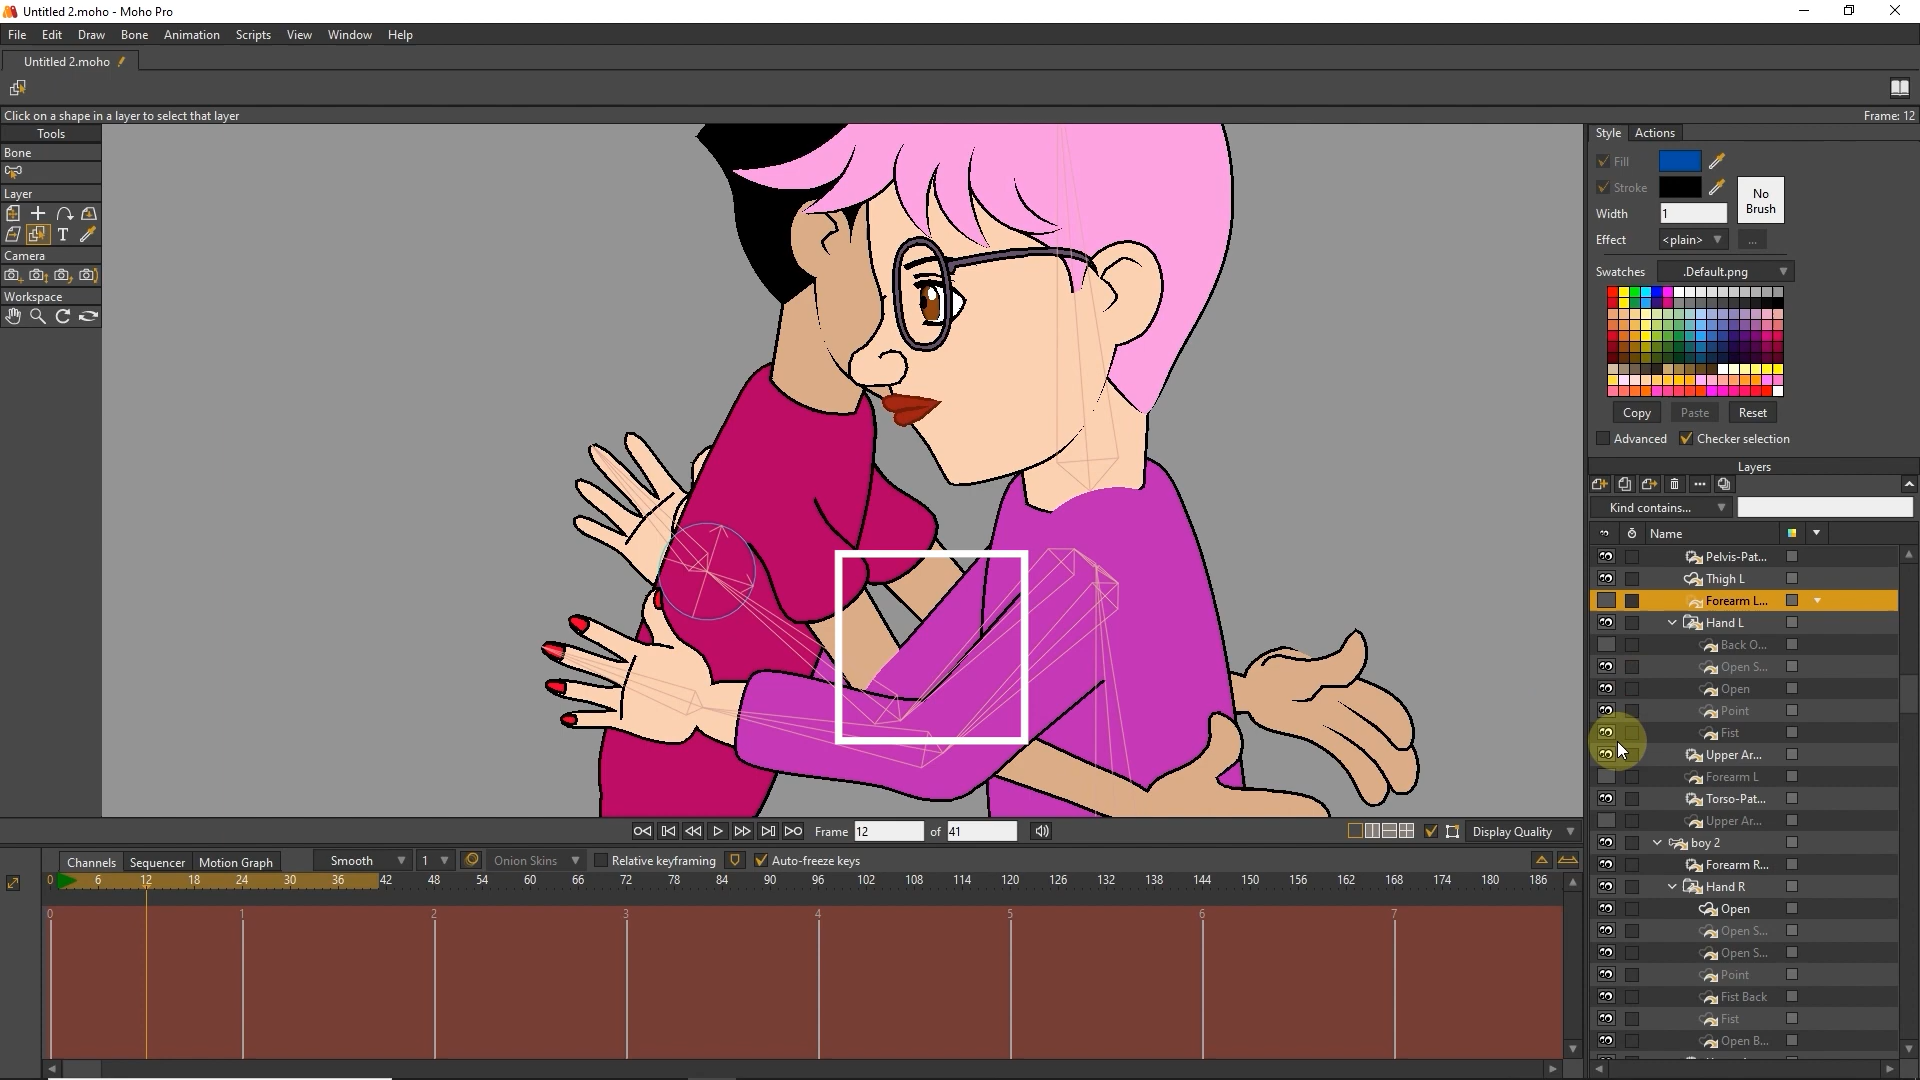 Untitled 2.moho - Moho Pro
File Edit Draw Bone Animation Scripts View Window Help
Untitled 2.moho
Click on a shape in a layer to select that layer
Frame: 12
Tools
Bone
Layer
T
Camera
Workspace
Style Actions
Fill
Stroke
No Brush
Width 1
Effect <plain> ...
Swatches .Default.png
Copy Paste Reset
Advanced Checker selection
Layers
Kind contains...
Name
Pelvis-Pat...
Thigh L
Forearm L...
Hand L
Back O...
Open S...
Open
Point
Fist
Upper Ar...
Forearm L
Torso-Pat...
Upper Ar...
boy 2
Forearm R...
Hand R
Open
Open S...
Open S...
Point
Fist Back
Fist
Open B...
Frame 12 of 41
Display Quality
Channels Sequencer Motion Graph Smooth 1 Onion Skins Relative keyframing Auto-freeze keys
0 6 12 18 24 30 36 42 48 54 60 66 72 78 84 90 96 102 108 114 120 126 132 138 144 150 156 162 168 174 180 186
0 1 2 3 4 5 6 7